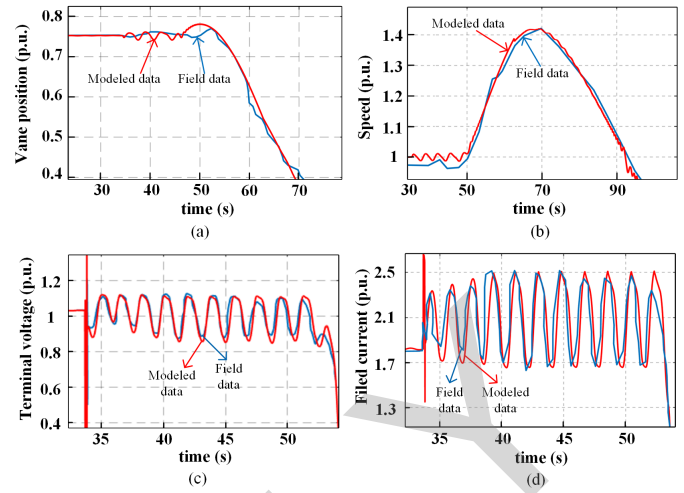 0.8
0.7
0.6
0.5
0.4
Vane position (p.u.)
Modeled data
Field data
30
40
50
60
70
time (s)
(a)
1.4
1.3
1.2
1.1
1
Speed (p.u.)
Modeled data
Field data
30
50
70
90
time (s)
(b)
1.2
1
0.8
0.6
0.4
Terminal voltage (p.u.)
Modeled
data
Field
data
35
40
45
50
time (s)
(c)
2.5
2.1
1.7
1.3
Filed current (p.u.)
Field
data
Modeled
data
35
40
45
50
time (s)
(d)